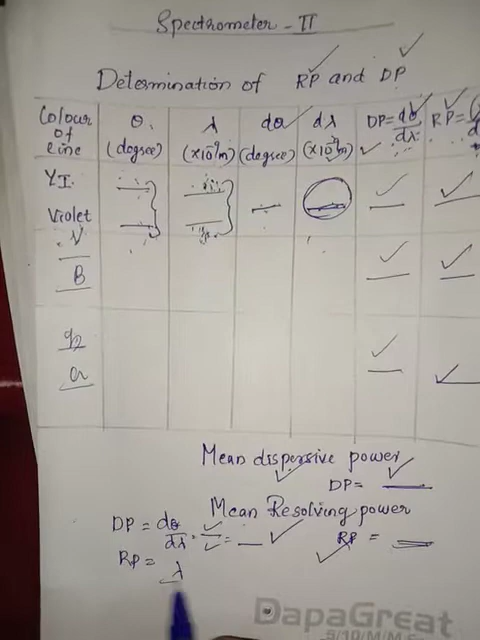 Spectrometer - II
Determination of RP and DP
Colour of line θ (degree) λ (x10⁻⁹m) dθ (degree) dλ (x10⁻⁹m) DP=dθ/dλ RP=
YI
Violet
V
B
Mean dispersive power
DP=
Mean Resolving power
RP =
DP = dθ/dλ = =
RP = λ
DapaGreat